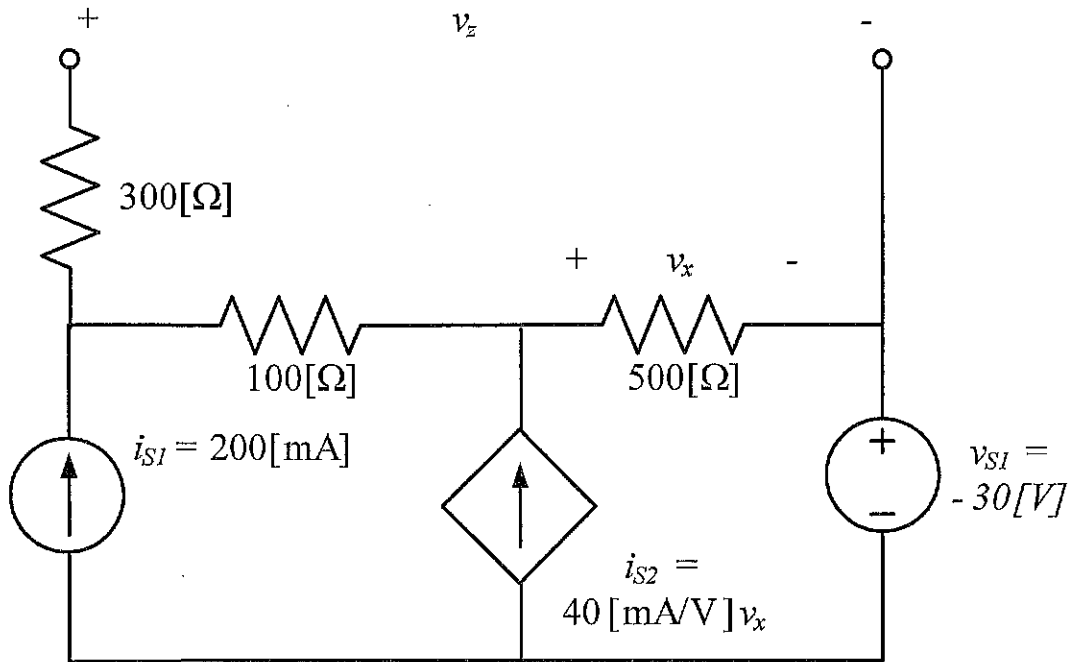 + v_z -
300[Ω]
+ v_x -
100[Ω]
500[Ω]
i_S1 = 200[mA]
+
v_S1 =
- 30[V]
−
i_S2 =
40[mA/V]v_x